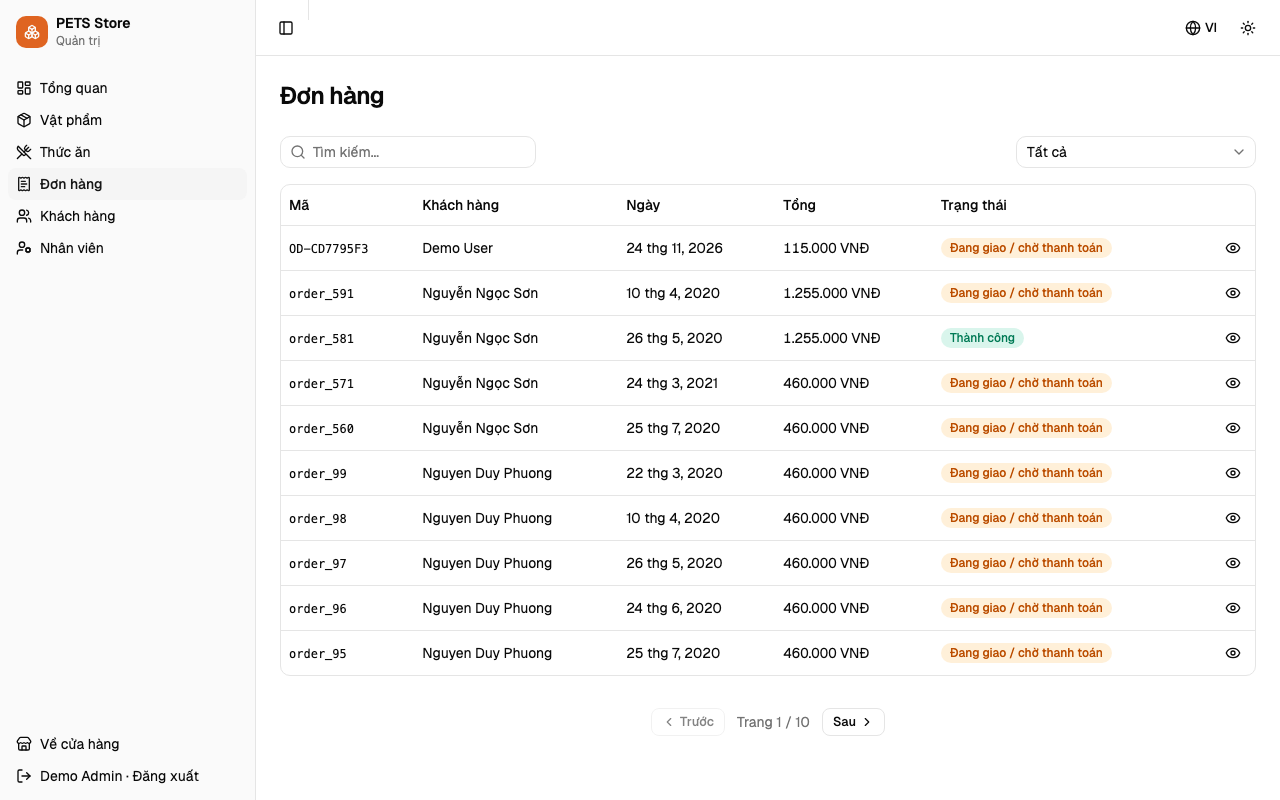 PETS Store
Quản trị
Tổng quan
Vật phẩm
Thức ăn
Đơn hàng
Khách hàng
Nhân viên
Về cửa hàng
Demo Admin · Đăng xuất
VI
Đơn hàng
Tìm kiếm...
Tất cả
Mã Khách hàng Ngày Tổng Trạng thái
OD-CD7795F3 Demo User 24 thg 11, 2026 115.000 VNĐ Đang giao / chờ thanh toán
order_591 Nguyễn Ngọc Sơn 10 thg 4, 2020 1.255.000 VNĐ Đang giao / chờ thanh toán
order_581 Nguyễn Ngọc Sơn 26 thg 5, 2020 1.255.000 VNĐ Thành công
order_571 Nguyễn Ngọc Sơn 24 thg 3, 2021 460.000 VNĐ Đang giao / chờ thanh toán
order_560 Nguyễn Ngọc Sơn 25 thg 7, 2020 460.000 VNĐ Đang giao / chờ thanh toán
order_99 Nguyen Duy Phuong 22 thg 3, 2020 460.000 VNĐ Đang giao / chờ thanh toán
order_98 Nguyen Duy Phuong 10 thg 4, 2020 460.000 VNĐ Đang giao / chờ thanh toán
order_97 Nguyen Duy Phuong 26 thg 5, 2020 460.000 VNĐ Đang giao / chờ thanh toán
order_96 Nguyen Duy Phuong 24 thg 6, 2020 460.000 VNĐ Đang giao / chờ thanh toán
order_95 Nguyen Duy Phuong 25 thg 7, 2020 460.000 VNĐ Đang giao / chờ thanh toán
Trước Trang 1 / 10 Sau